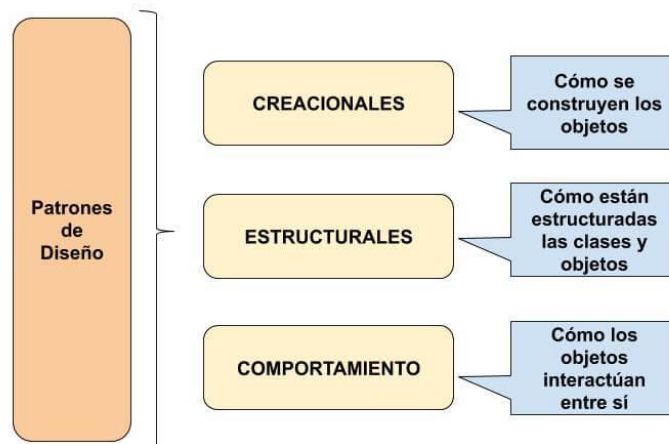 Patrones
de
Diseño
CREACIONALES
Cómo se
construyen los
objetos
ESTRUCTURALES
Cómo están
estructuradas
las clases y
objetos
COMPORTAMIENTO
Cómo los
objetos
interactúan
entre sí